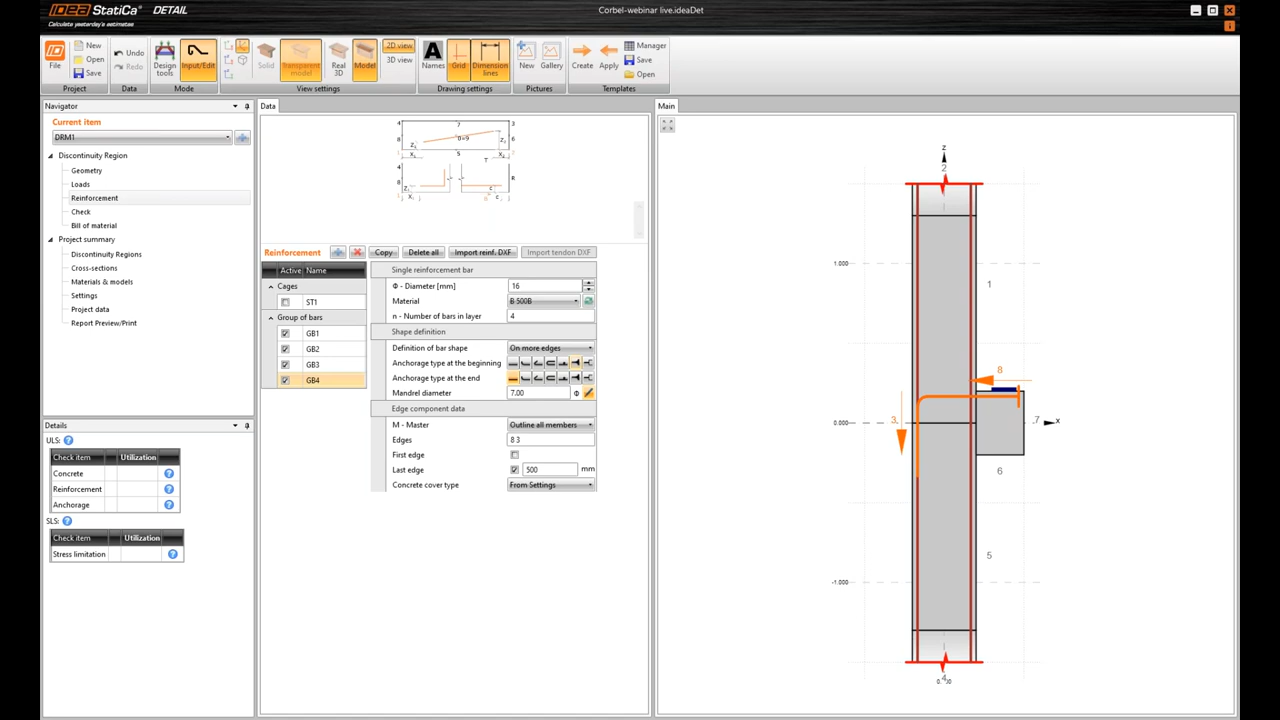 IDEA StatiCa® DETAIL
Calculate yesterday's estimates
Corbel-webinar live.ideaDet
File
New
Open
Save
Project
Undo
Redo
Data
Design tools
Input/Edit
Mode
Solid
Transparent model
Real 3D
Model
2D view
3D view
View settings
Names
Grid
Dimension lines
Drawing settings
New
Gallery
Pictures
Create
Apply
Manager
Save
Open
Templates
Navigator
Current item
DRM1
Discontinuity Region
Geometry
Loads
Reinforcement
Check
Bill of material
Project summary
Discontinuity Regions
Cross-sections
Materials & models
Settings
Project data
Report Preview/Print
Details
ULS:
Check item Utilization
Concrete
Reinforcement
Anchorage
SLS:
Check item Utilization
Stress limitation
Data
Reinforcement
Copy
Delete all
Import reinf. DXF
Import tendon DXF
Active Name
Cages
ST1
Group of bars
GB1
GB2
GB3
GB4
Single reinforcement bar
Φ - Diameter [mm] 16
Material B 500B
n - Number of bars in layer 4
Shape definition
Definition of bar shape On more edges
Anchorage type at the beginning
Anchorage type at the end
Mandrel diameter 7.00 Φ
Edge component data
M - Master Outline all members
Edges 8 3
First edge
Last edge 500 mm
Concrete cover type From Settings
Main
z
2
1.000
1
8
3
0.000
7 x
6
5
-1.000
4